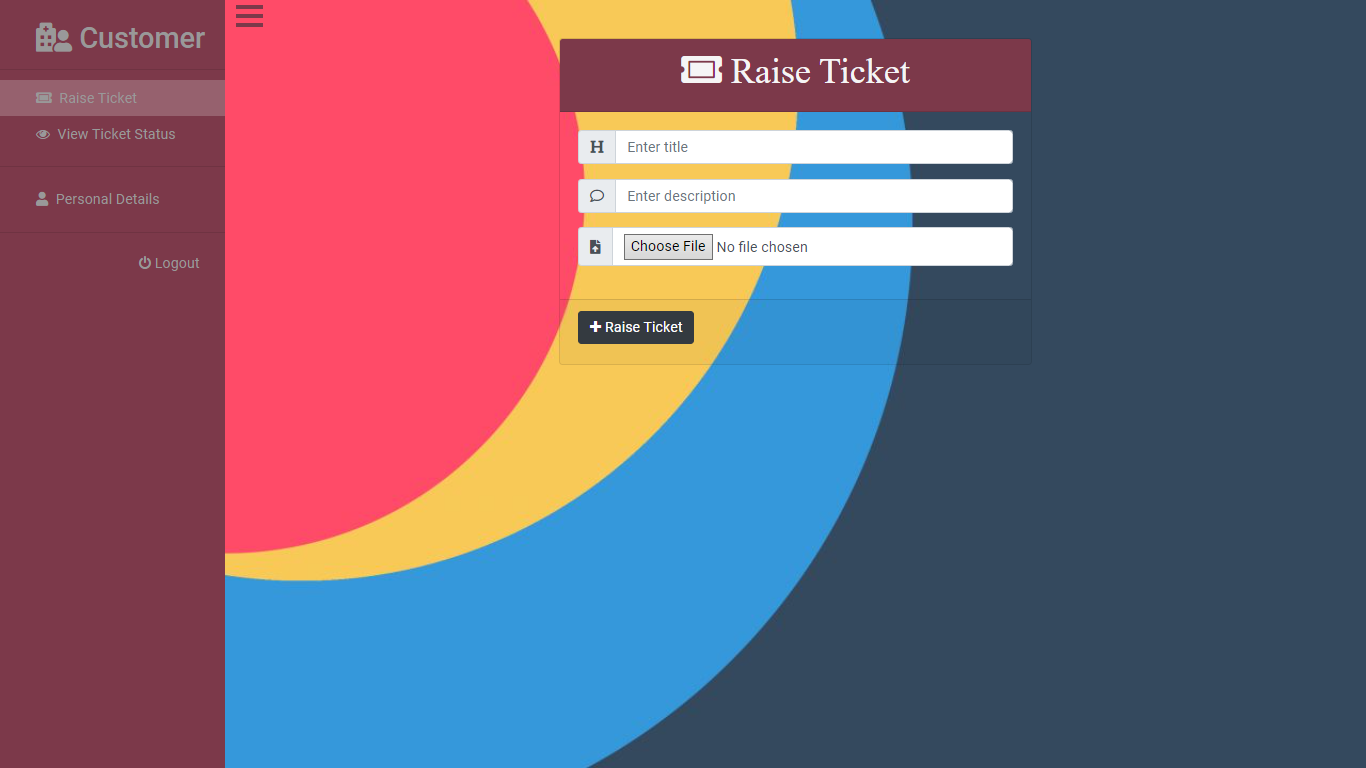 Customer
Raise Ticket
View Ticket Status
Personal Details
Logout
Raise Ticket
H
Enter title
Enter description
Choose File No file chosen
Raise Ticket